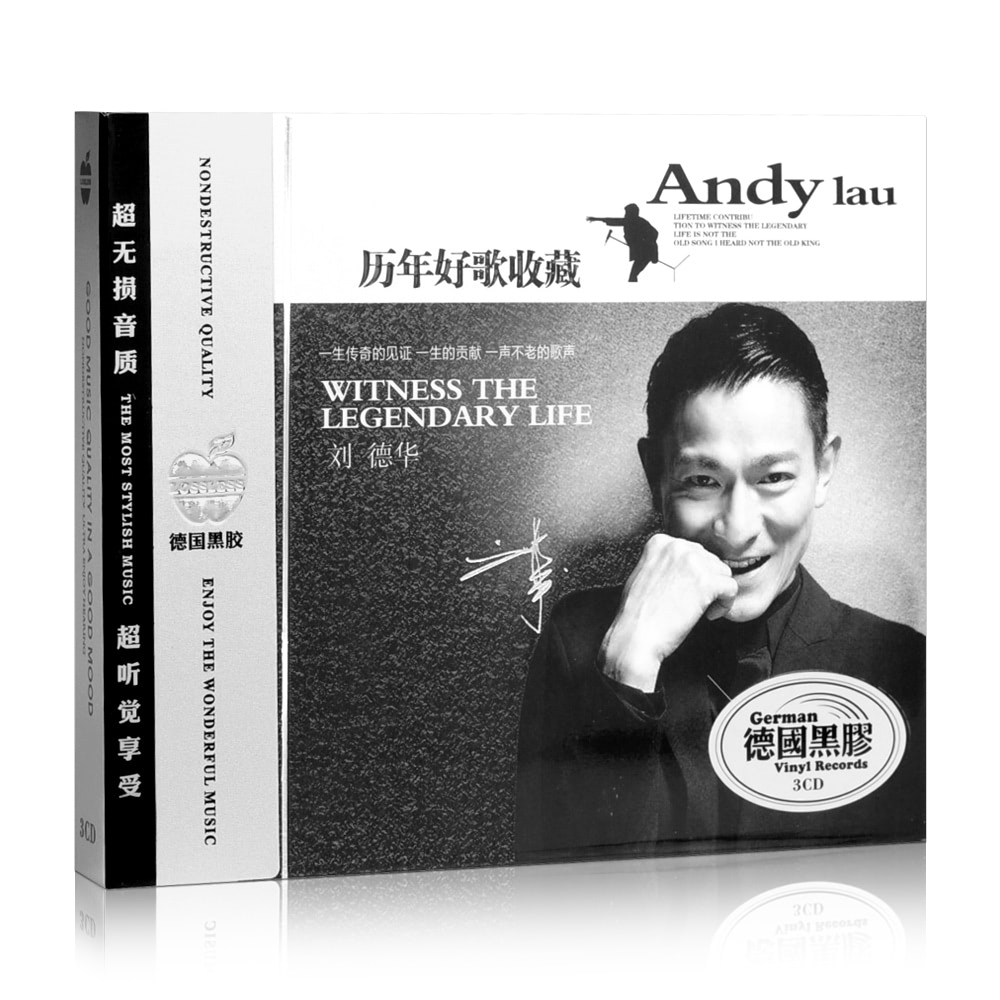 GOOD MUSIC QUALITY IN A GOOD MOOD
3CD
超无损音质
THE MOST STYLISH MUSIC
超听觉享受
NONDESTRUCTIVE QUALITY
LOSSLESS
德国黑胶
ENJOY THE WONDERFUL MUSIC
Andy lau
LIFETIME CONTRIBU
TION TO WITNESS THE LEGENDARY
LIFE IS NOT THE
OLD SONG I HEARD NOT THE OLD KING
历年好歌收藏
一生传奇的见证 一生的贡献 一声不老的歌声
WITNESS THE
LEGENDARY LIFE
刘 德华
German
德國黑膠
Vinyl Records
3CD